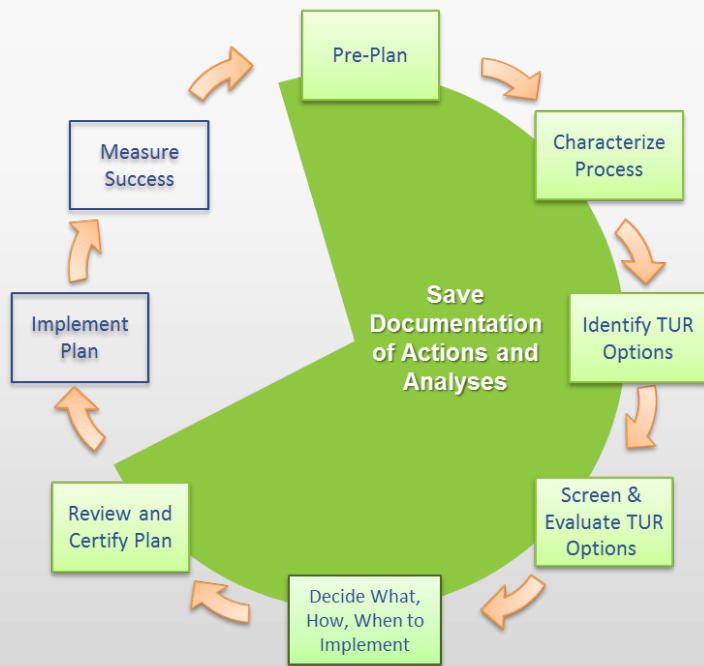 Pre-Plan
Characterize
Process
Identify TUR
Options
Screen &
Evaluate TUR
Options
Decide What,
How, When to
Implement
Review and
Certify Plan
Implement
Plan
Measure
Success
Save
Documentation
of Actions and
Analyses